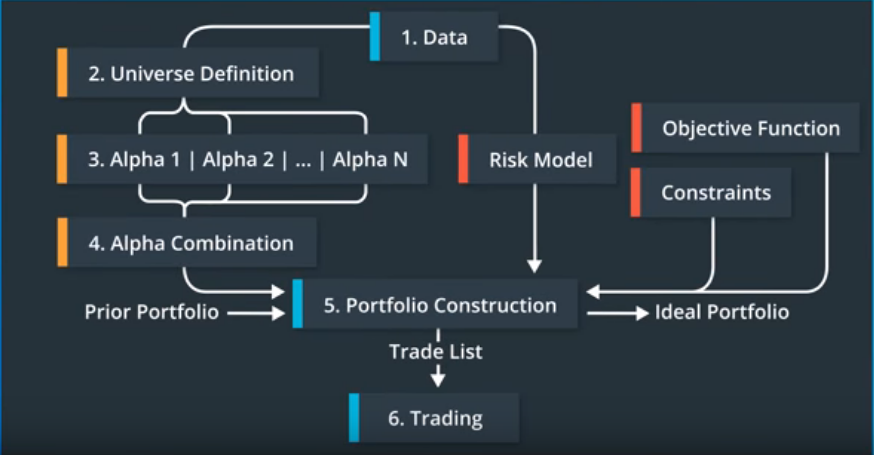 1. Data
2. Universe Definition
Objective Function
3. Alpha 1 | Alpha 2 | ... | Alpha N
Risk Model
Constraints
4. Alpha Combination
Prior Portfolio
5. Portfolio Construction
Ideal Portfolio
Trade List
6. Trading